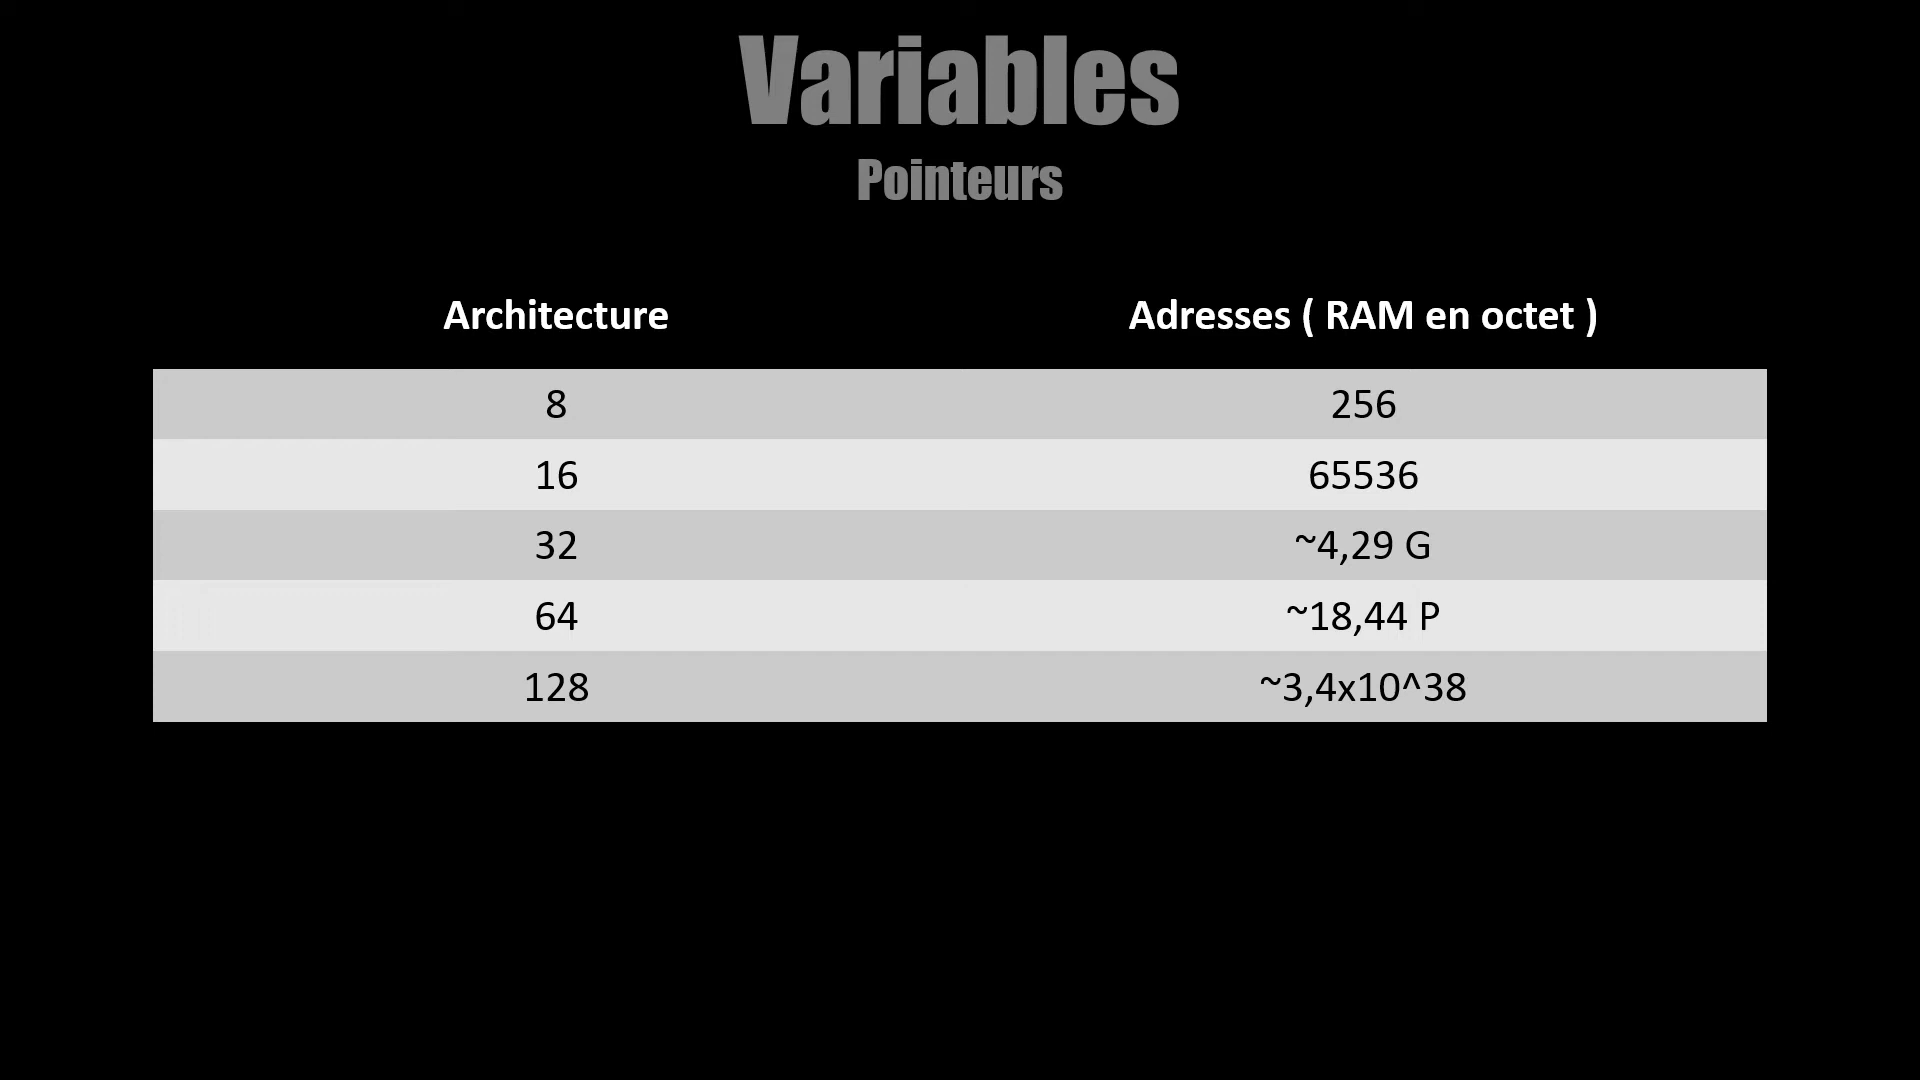 Variables
Pointeurs
Architecture Adresses ( RAM en octet )
8 256
16 65536
32 ~4,29 G
64 ~18,44 P
128 ~3,4x10^38